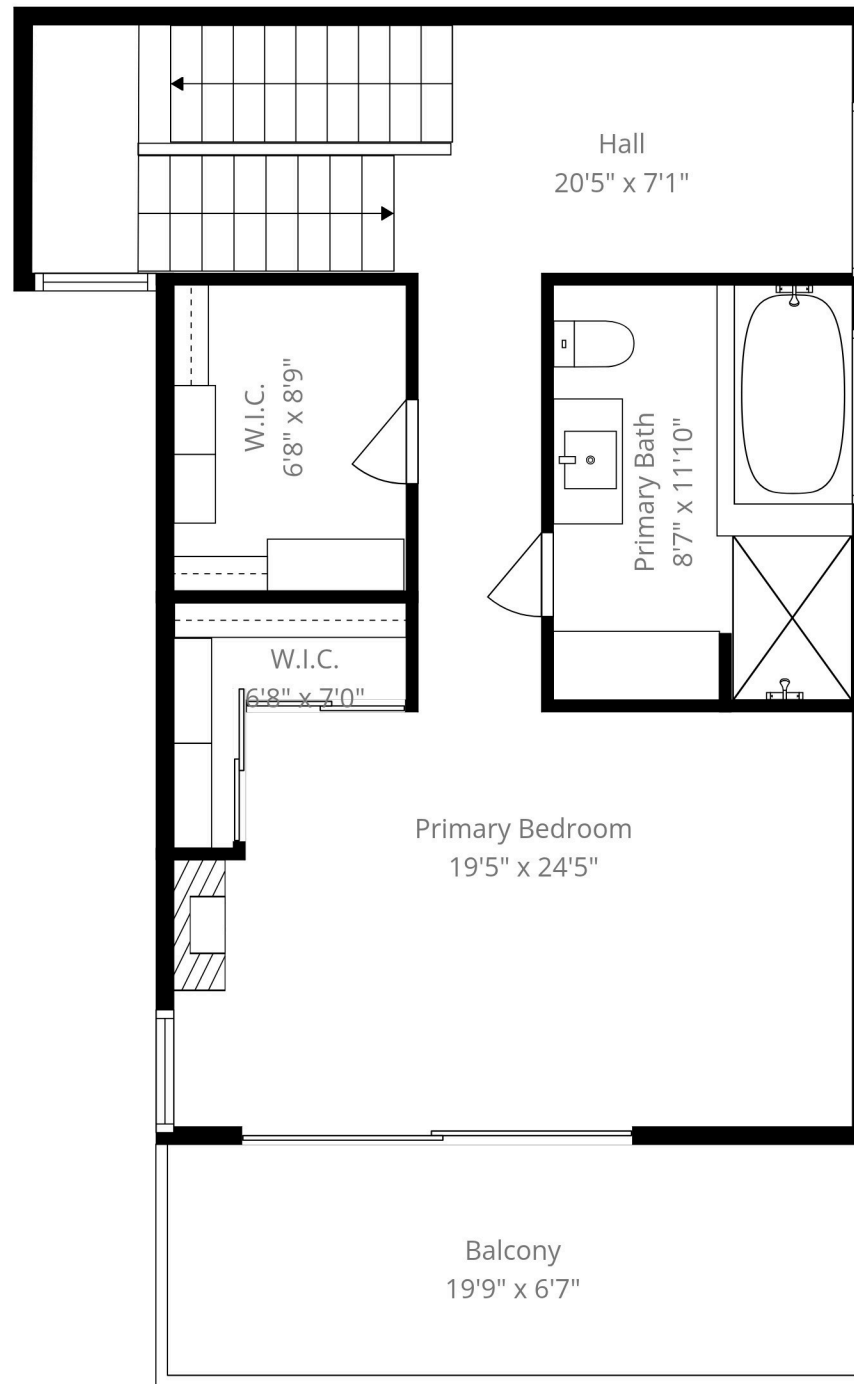 Hall
20'5" x 7'1"
W.I.C.
6'8" x 8'9"
Primary Bath
8'7" x 11'10"
W.I.C.
6'8" x 7'0"
Primary Bedroom
19'5" x 24'5"
Balcony
19'9" x 6'7"